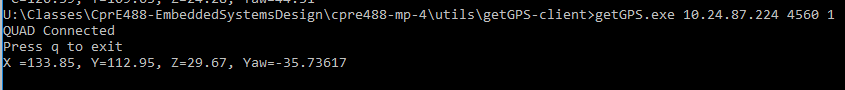 U:\Classes\CprE488-EmbeddedSystemsDesign\cpre488-mp-4\utils\getGPS-client>getGPS.exe 10.24.87.224 4560 1
QUAD Connected
Press q to exit
X =133.85, Y=112.95, Z=29.67, Yaw=-35.73617